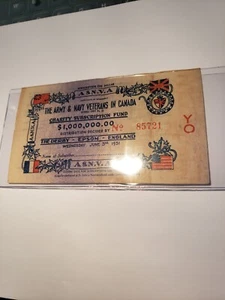 A.&N.V.A.
THE ARMY & NAVY VETERANS IN CANADA
CHARITY SUBSCRIPTION FUND
$1,000,000.00
DISTRIBUTION No 85721
THE DERBY - EPSOM - ENGLAND
WEDNESDAY JUNE 3RD 1931
A.&N.V.A.
Y
O